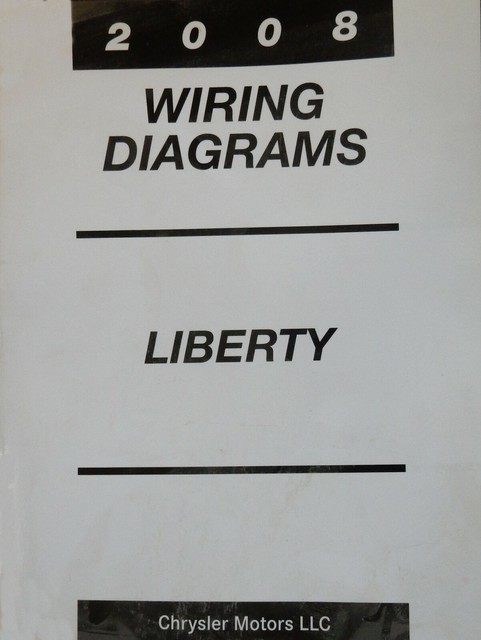 2 0 0 8
WIRING
DIAGRAMS
LIBERTY
Chrysler Motors LLC